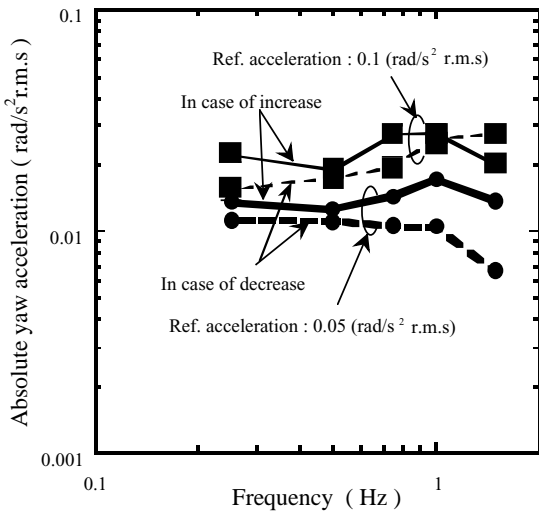 0.1
Ref. acceleration : 0.1 (rad/s² r.m.s)
In case of increase
0.01
In case of decrease
Ref. acceleration : 0.05 (rad/s² r.m.s)
0.001
0.1
1
Frequency ( Hz )
Absolute yaw acceleration ( rad/s²r.m.s)